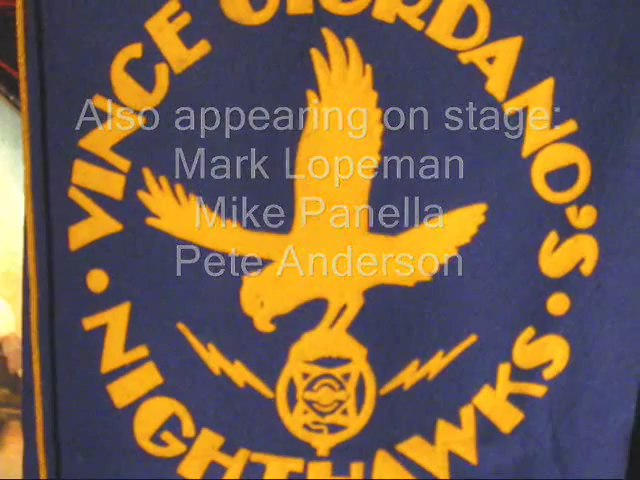 VINCE GIORDANO'S
NIGHTHAWKS
Also appearing on stage:
Mark Lopeman
Mike Panella
Pete Anderson